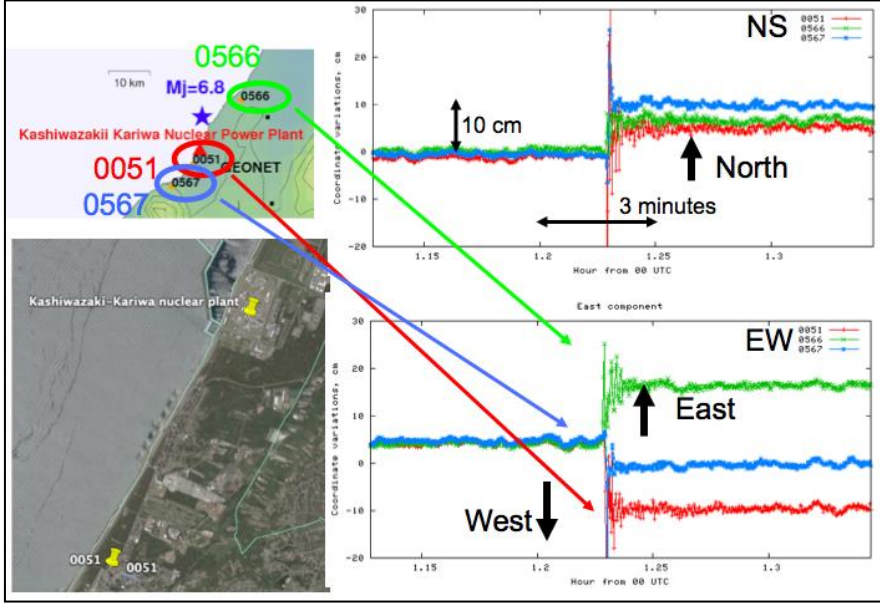 0566
10 km
Mj=6.8
0566
Kashiwazakii Kariwa Nuclear Power Plant
0051
0051
GEONET
0567
0567
Kashiwazaki-Kariwa nuclear plant
0051
0051
NS
0051
0566
0567
30
20
10
0
-10
-20
Coordinate variations, cm
10 cm
North
3 minutes
1.15
1.2
1.25
1.3
Hour from 00 UTC
East component
EW
0051
0566
0567
30
20
10
0
-10
-20
Coordinate variations, cm
East
West
1.15
1.2
1.25
1.3
Hour from 00 UTC